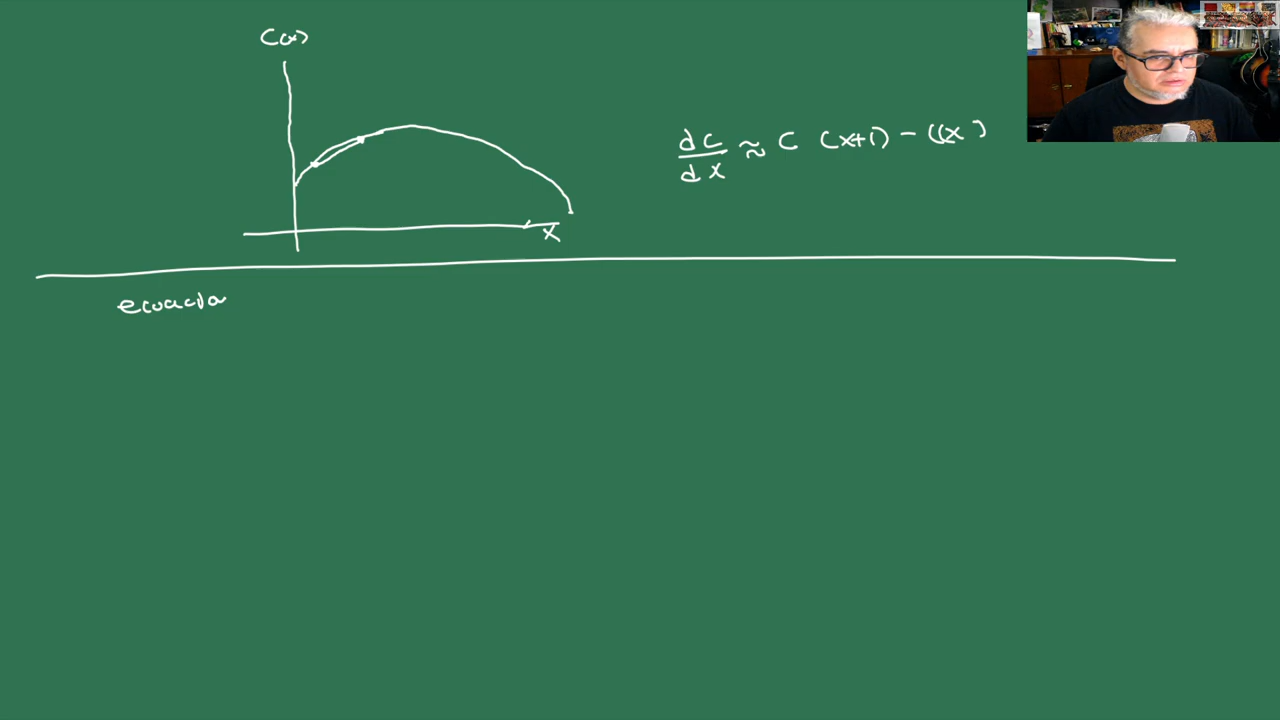 C(x)
dC/dx ≈ C (x+1) - C(x)
x
ecuacio